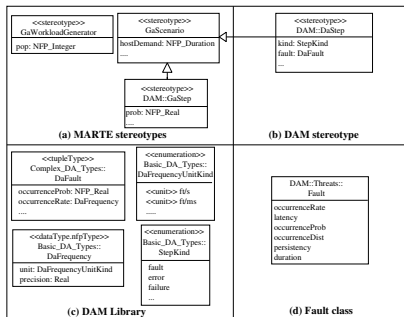 <<stereotype>>
GaWorkloadGenerator
pop: NFP_Integer
<<stereotype>>
GaScenario
hostDemand: NFP_Duration
....
<<stereotype>>
DAM::GaStep
prob: NFP_Real
....
(a) MARTE stereotypes
<<stereotype>>
DAM::DaStep
kind: StepKind
fault: DaFault
...
(b) DAM stereotype
<<tupleType>>
Complex_DA_Types::
DaFault
occurrenceProb: NFP_Real
occurrenceRate: DaFrequency
....
<<enumeration>>
Basic_DA_Types::
DaFrequencyUnitKind
<<unit>> ft/s
<<unit>> ft/ms
.....
<<dataType.nfpType>>
Basic_DA_Types::
DaFrequency
unit: DaFrequencyUnitKind
precision: Real
<<enumeration>>
Basic_DA_Types::
StepKind
fault
error
failure
...
(c) DAM Library
DAM::Threats::
Fault
occurrenceRate
latency
occurrenceProb
occurrenceDist
persistency
duration
(d) Fault class